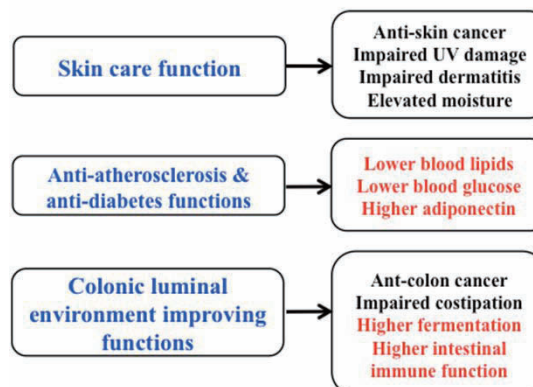 Skin care function
Anti-skin cancer
Impaired UV damage
Impaired dermatitis
Elevated moisture
Anti-atherosclerosis &
anti-diabetes functions
Lower blood lipids
Lower blood glucose
Higher adiponectin
Colonic luminal
environment improving
functions
Ant-colon cancer
Impaired costipation
Higher fermentation
Higher intestinal
immune function